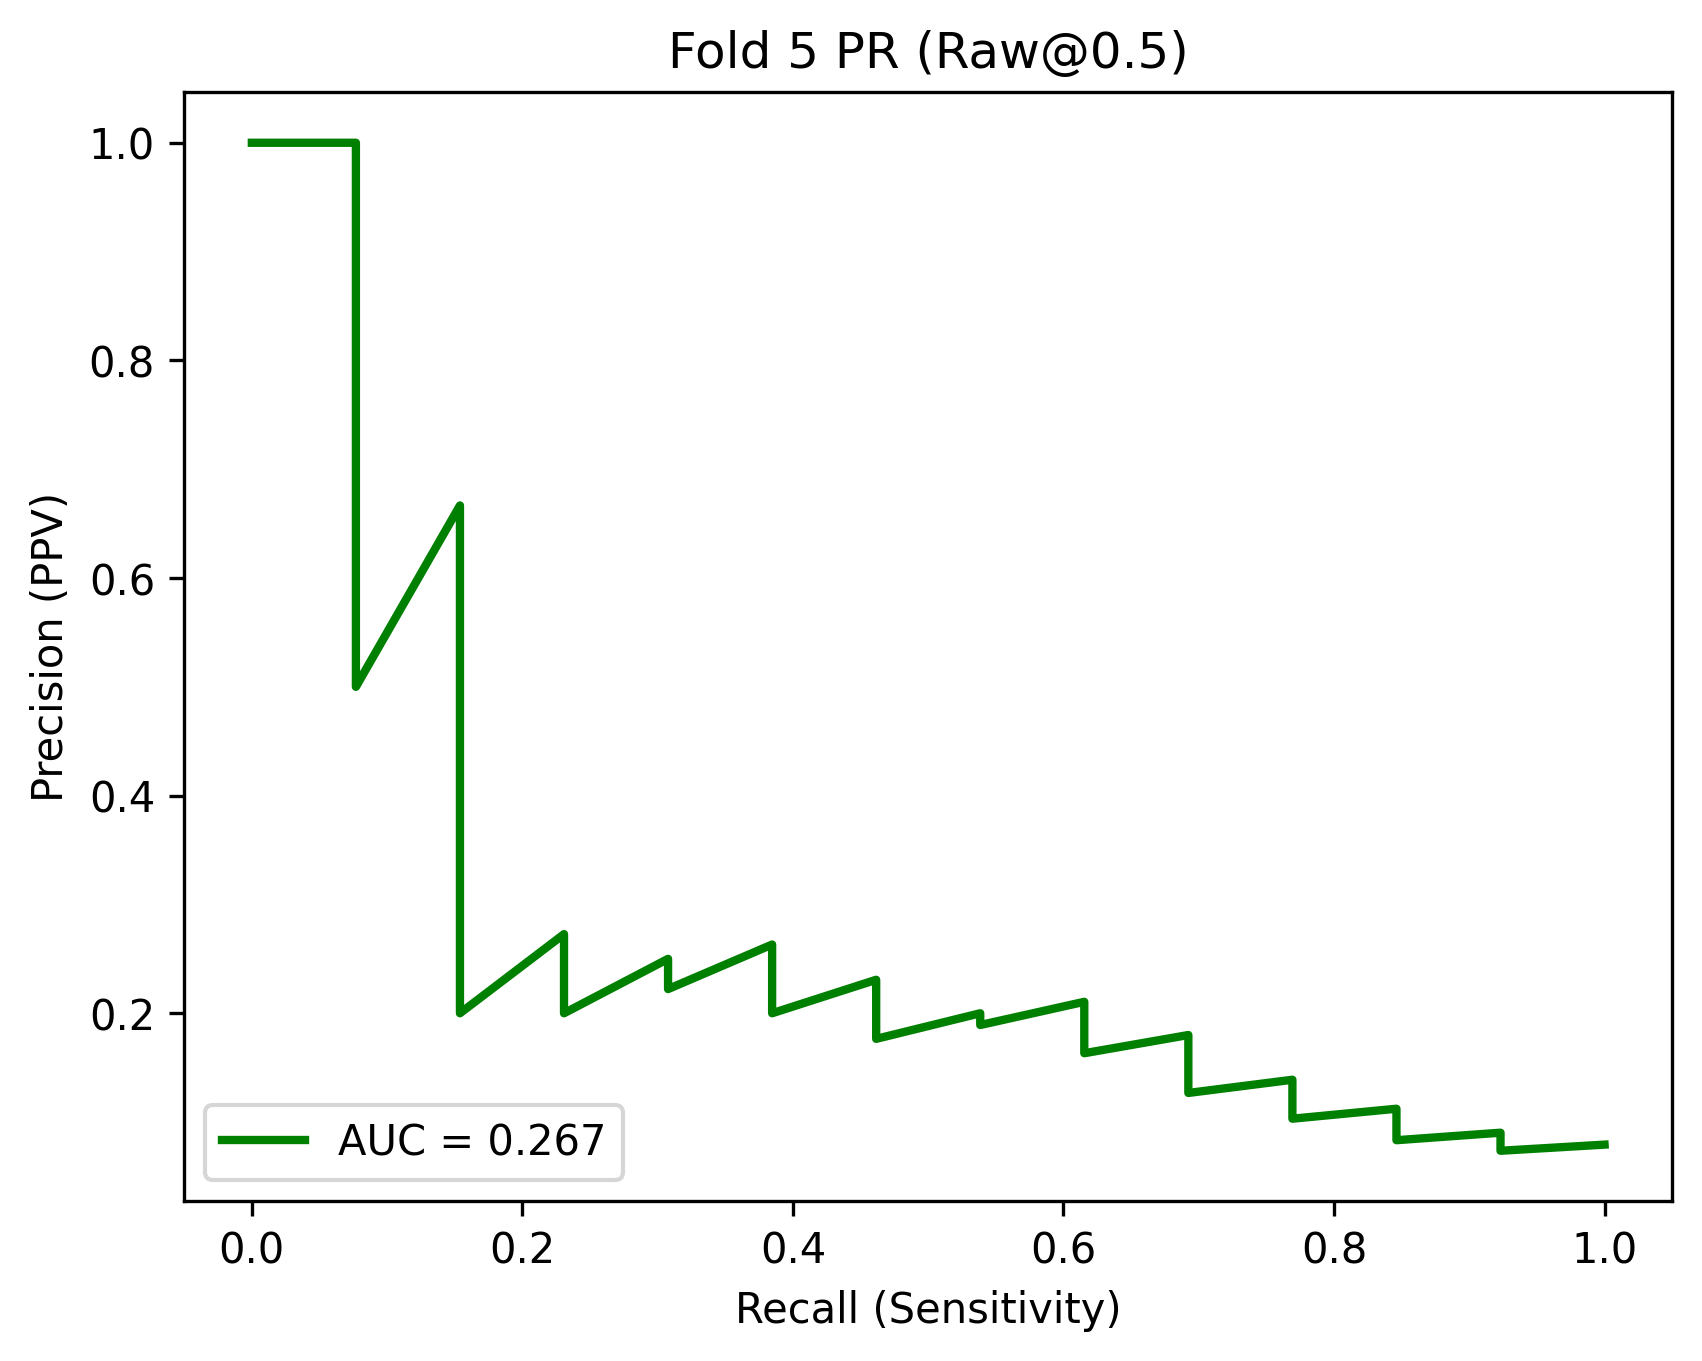 Fold 5 PR (Raw@0.5)
1.0
0.8
0.6
0.4
0.2
Precision (PPV)
AUC = 0.267
0.0 0.2 0.4 0.6 0.8 1.0
Recall (Sensitivity)